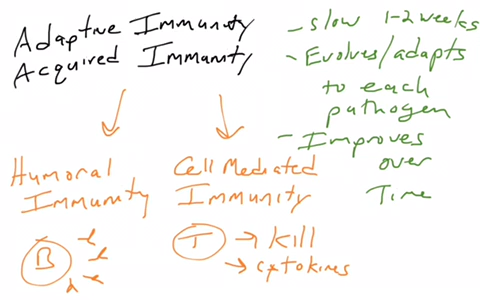 Adaptive Immunity
Acquired Immunity
- Slow 1-2 weeks
- Evolves/adapts
to each
pathogen
- Improves
over
Time
Humoral
Immunity
B
Cell Mediated
Immunity
T → kill
→ cytokines